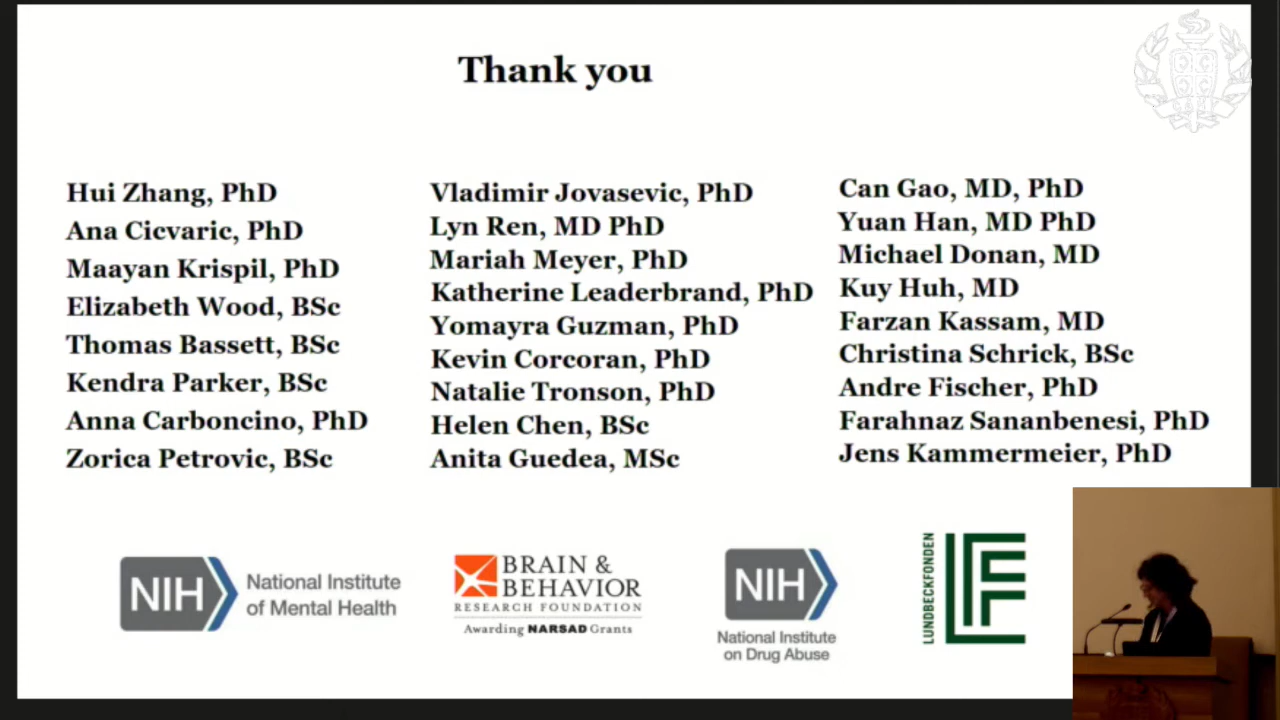 Thank you
Hui Zhang, PhD
Ana Cicvaric, PhD
Maayan Krispil, PhD
Elizabeth Wood, BSc
Thomas Bassett, BSc
Kendra Parker, BSc
Anna Carboncino, PhD
Zorica Petrovic, BSc
Vladimir Jovasevic, PhD
Lyn Ren, MD PhD
Mariah Meyer, PhD
Katherine Leaderbrand, PhD
Yomayra Guzman, PhD
Kevin Corcoran, PhD
Natalie Tronson, PhD
Helen Chen, BSc
Anita Guedea, MSc
Can Gao, MD, PhD
Yuan Han, MD PhD
Michael Donan, MD
Kuy Huh, MD
Farzan Kassam, MD
Christina Schrick, BSc
Andre Fischer, PhD
Farahnaz Sananbenesi, PhD
Jens Kammermeier, PhD
NIH
National Institute
of Mental Health
BRAIN &
BEHAVIOR
RESEARCH FOUNDATION
Awarding NARSAD Grants
NIH
National Institute
on Drug Abuse
LUNDBECKFONDEN